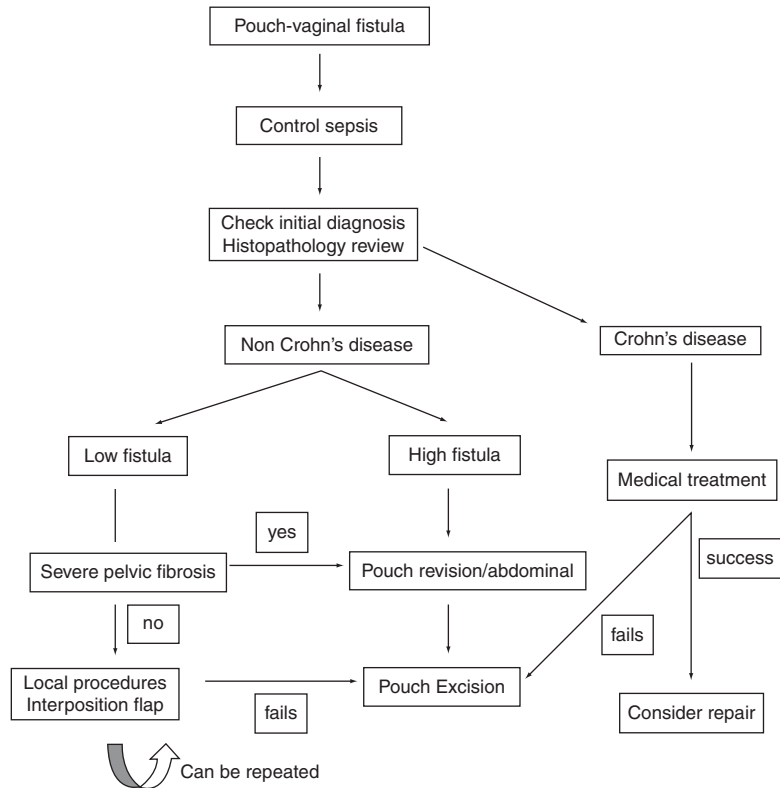 Pouch-vaginal fistula
Control sepsis
Check initial diagnosis
Histopathology review
Non Crohn's disease
Crohn's disease
Low fistula
High fistula
Medical treatment
yes
success
Severe pelvic fibrosis
Pouch revision/abdominal
no
fails
Local procedures
Interposition flap
fails
Pouch Excision
Consider repair
Can be repeated